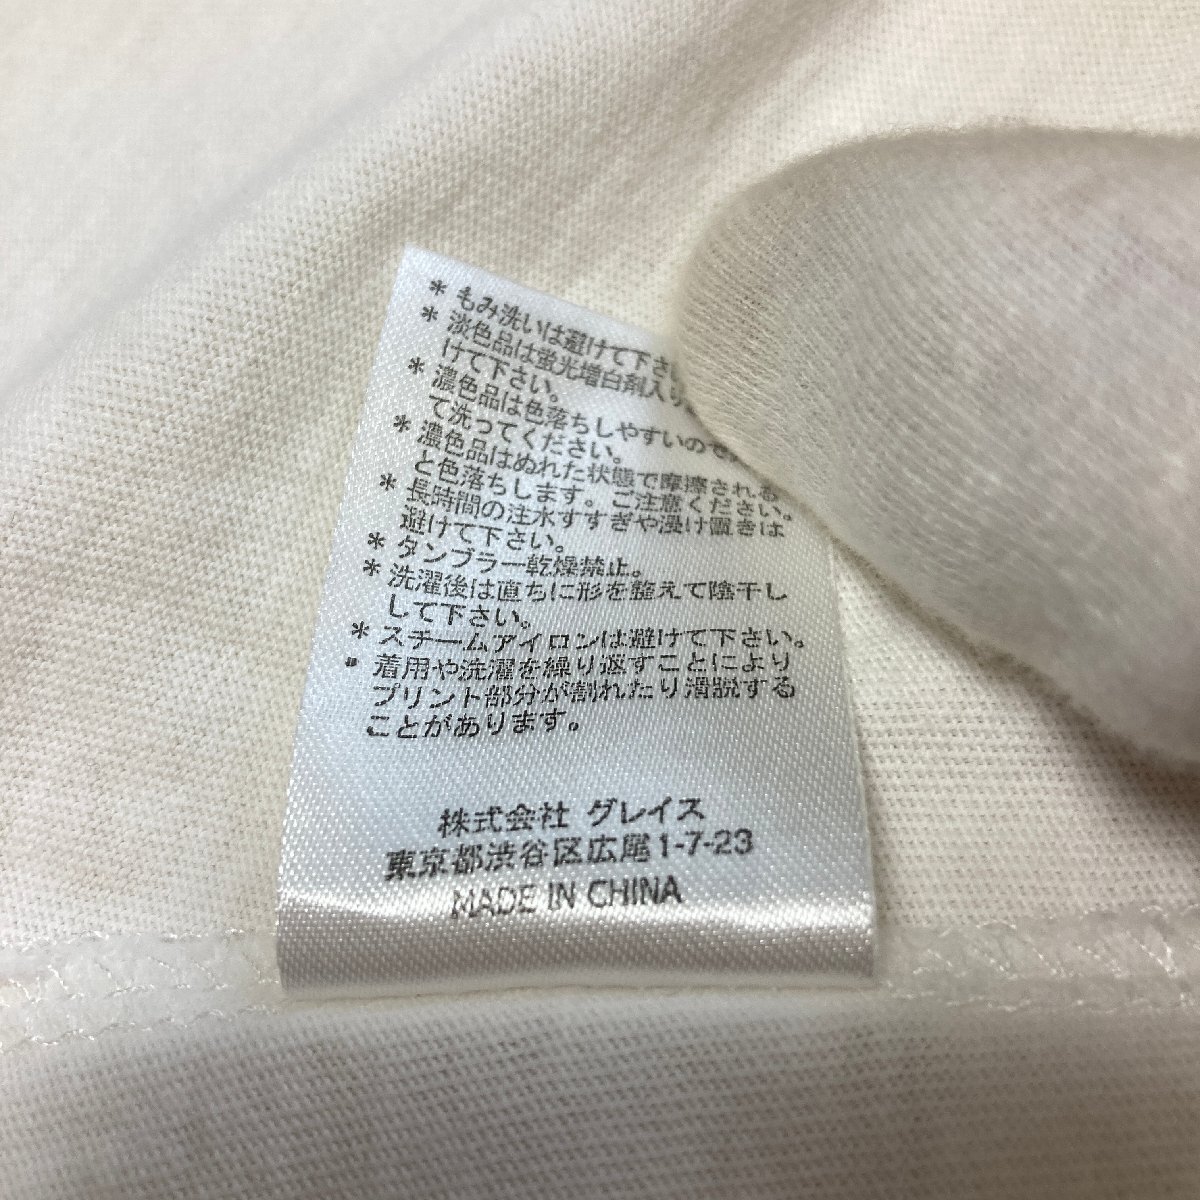 * もみ洗いは避けて下さ
* 淡色品は蛍光増白剤入り
けて下さい。
* 濃色品は色落ちしやすいので
て洗ってください。
* 濃色品はぬれた状態で摩擦される
と色落ちします。ご注意ください。
* 長時間の注水すすぎや浸け置きは
避けて下さい。
* タンブラー乾燥禁止。
* 洗濯後は直ちに形を整えて陰干し
して下さい。
* スチームアイロンは避けて下さい。
・着用や洗濯を繰り返すことにより
プリント部分が割れたり滑脱する
ことがあります。
株式会社 グレイス
東京都渋谷区広尾1-7-23
MADE IN CHINA